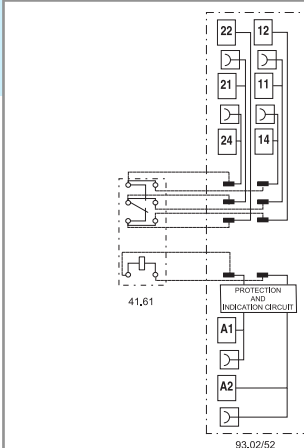 22 12
21 11
24 14
41.61
PROTECTION
AND
INDICATION CIRCUIT
A1
A2
93.02/52